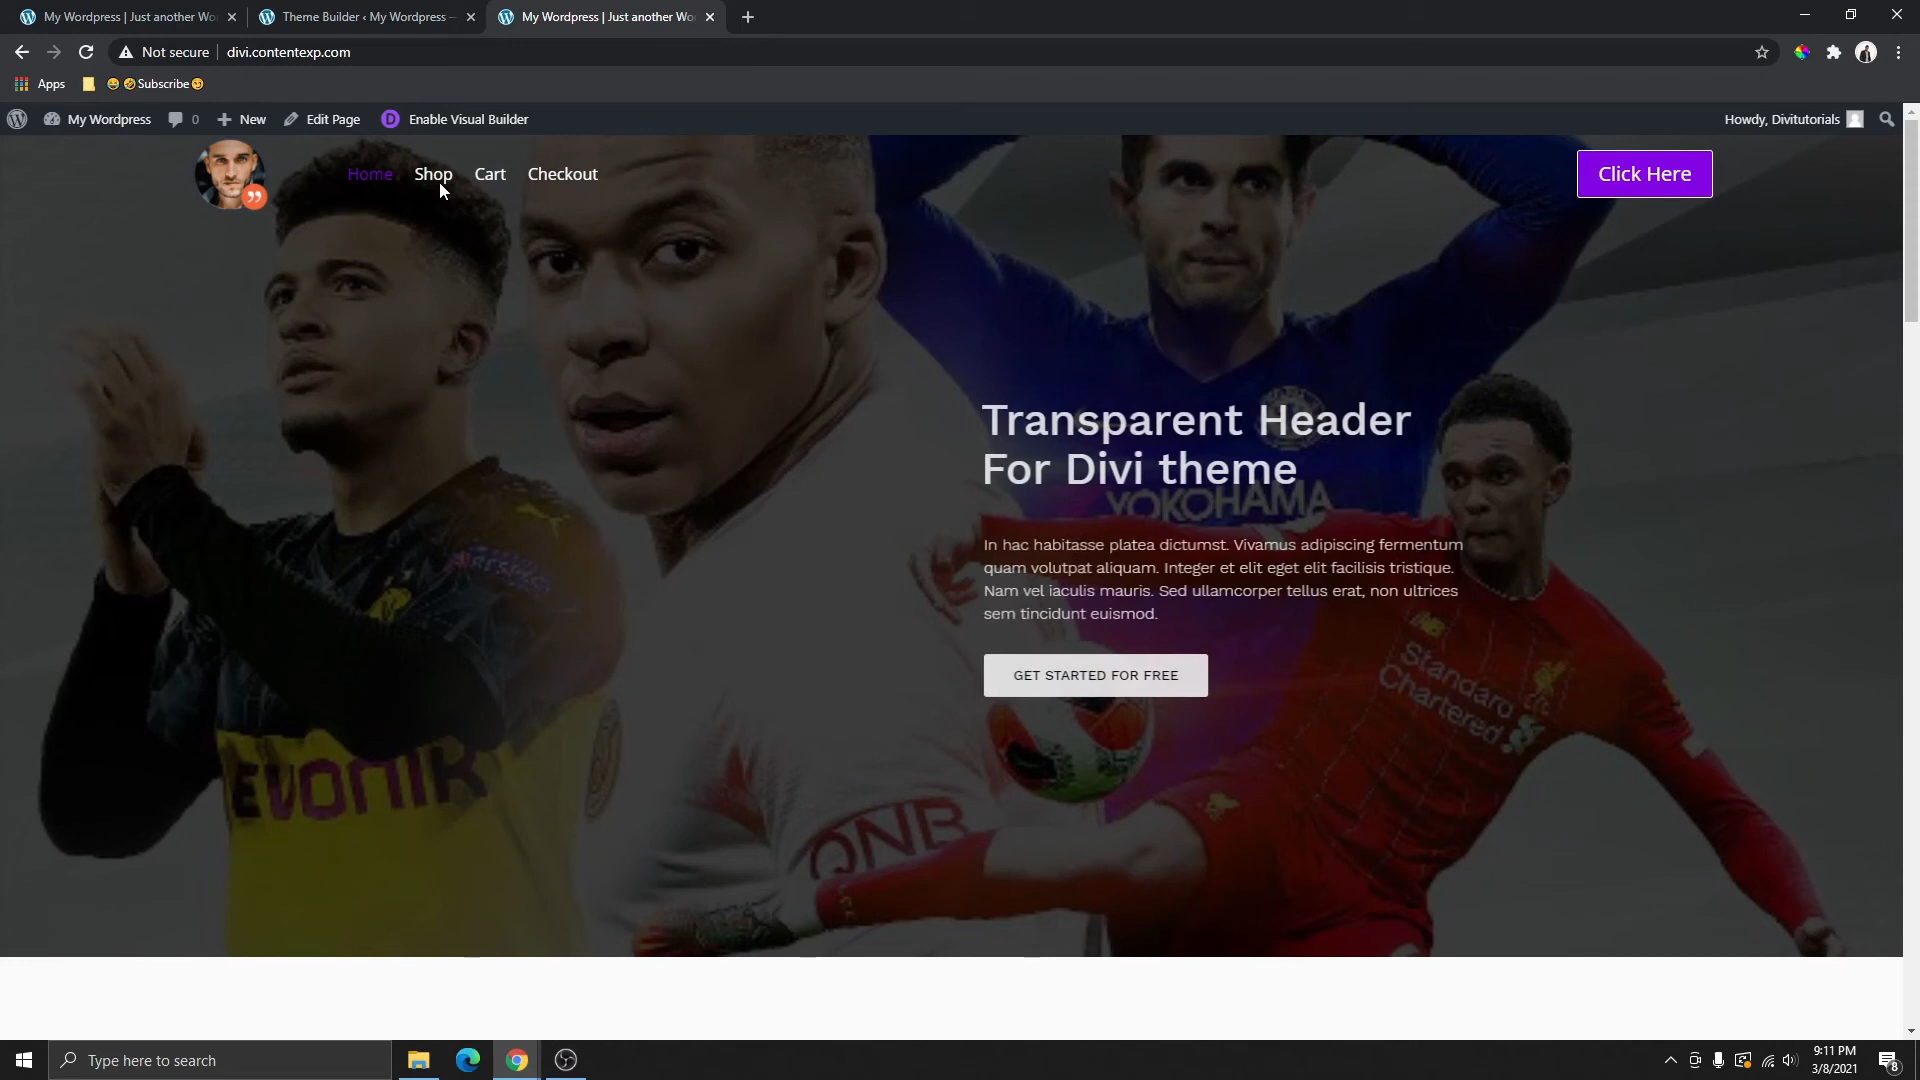 My Wordpress | Just another Wo
Theme Builder ‹ My Wordpress —
My Wordpress | Just another Wo
Not secure
divi.contentexp.com
Apps
Subscribe
My Wordpress
0
New
Edit Page
D
Enable Visual Builder
Howdy, Divitutorials
Home
Shop
Cart
Checkout
Click Here
Transparent Header
For Divi theme
YOKOHAMA
In hac habitasse platea dictumst. Vivamus adipiscing fermentum
quam volutpat aliquam. Integer et elit eget elit facilisis tristique.
Nam vel iaculis mauris. Sed ullamcorper tellus erat, non ultrices
sem tincidunt euismod.
GET STARTED FOR FREE
Standard
Chartered
EVONIK
QNB
Type here to search
9:11 PM
3/8/2021
8